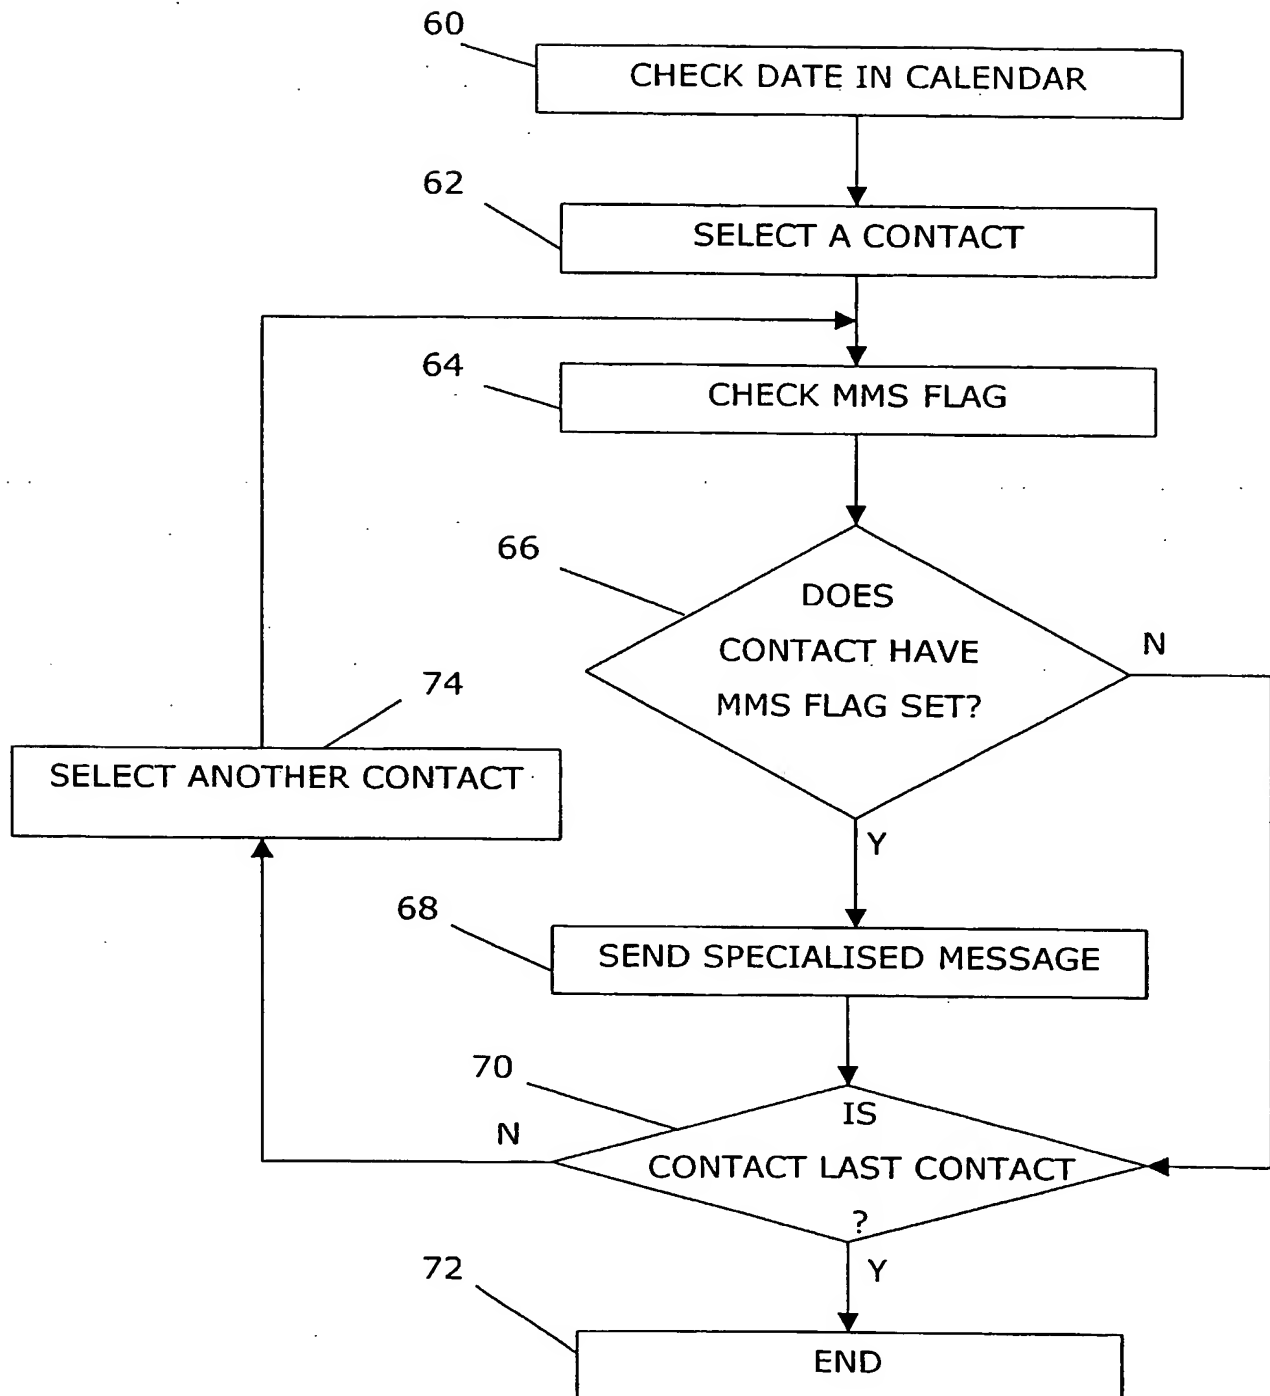 60
CHECK DATE IN CALENDAR
62
SELECT A CONTACT
64
CHECK MMS FLAG
66
DOES
CONTACT HAVE
MMS FLAG SET?
N
74
SELECT ANOTHER CONTACT
Y
68
SEND SPECIALISED MESSAGE
70
N
IS
CONTACT LAST CONTACT
?
72
Y
END